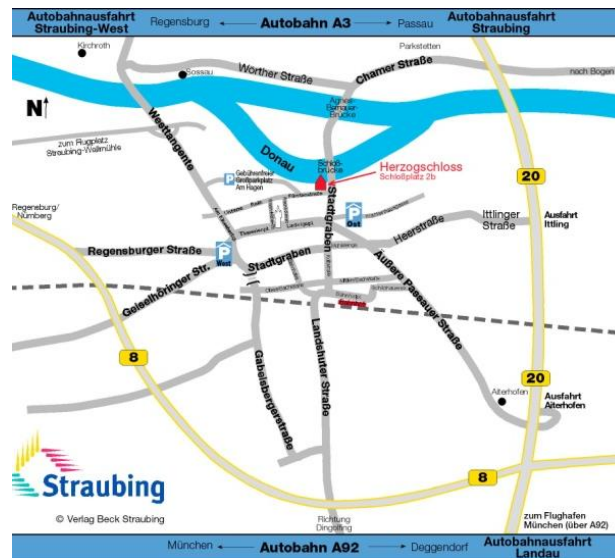 Autobahnausfahrt
Straubing-West
Regensburg
Autobahn A3
Passau
Autobahnausfahrt
Straubing
Kirchroth
Sossau
Wörther Straße
Parkstetten
Chamer Straße
nach Bogen
N
Westtangente
Agnes-
Bernauer-
Brücke
zum Flugplatz
Straubing-Wallmühle
Donau
Schloß-
brücke
P
Gebührenfreier
Großparkplatz
Am Hagen
Herzogschloss
Schloßplatz 2b
20
Regensburg/
Nürnberg
Stadtgraben
P
Ost
Ittlinger
Straße
Ausfahrt
Ittling
Heerstraße
Regensburger Straße
P
West
Stadtgraben
Geiselhöringer Str.
Äußere Passauer Straße
8
Gabelsbergerstraße
Landshuter Straße
20
Aiterhofen
Ausfahrt
Aiterhofen
8
Straubing
© Verlag Beck Straubing
Richtung
Dingolfing
zum Flughafen
München (über A92)
München
Autobahn A92
Deggendorf
Autobahnausfahrt
Landau